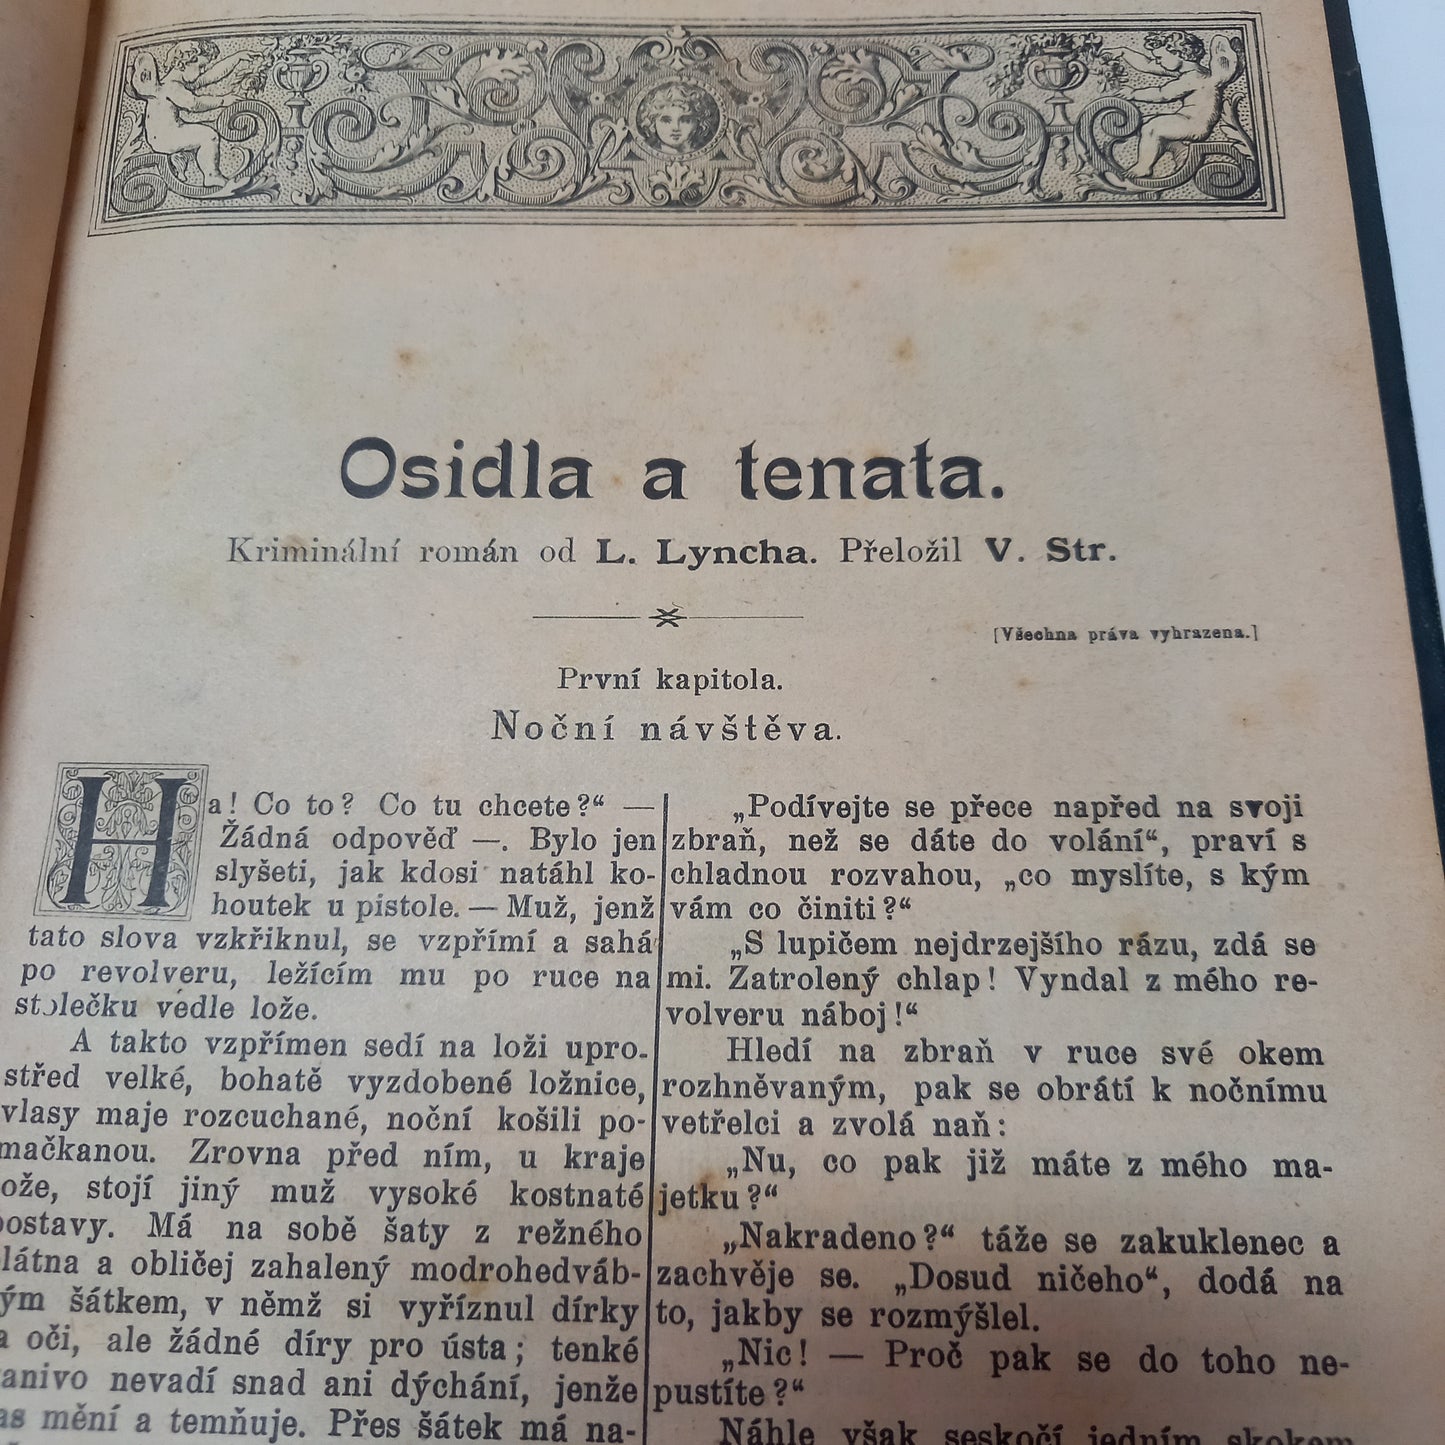 Osidla a tenata.
Kriminální román od L. Lyncha. Přeložil V. Str.
[Všechna práva vyhrazena.]
První kapitola.
Noční návštěva.
Ha! Co to? Co tu chcete?“ —
Žádná odpověď —. Bylo jen
slyšeti, jak kdosi natáhl ko-
houtek u pistole. — Muž, jenž
tato slova vzkřiknul, se vzpřímí a sahá
po revolveru, ležícím mu po ruce na
stolečku vedle lože.
A takto vzpřímen sedí na loži upro-
střed velké, bohatě vyzdobené ložnice,
vlasy maje rozcuchané, noční košili po-
mačkanou. Zrovna před ním, u kraje
ože, stojí jiný muž vysoké kostnaté
postavy. Má na sobě šaty z režného
látna a obličej zahalený modrohedváb-
ým šátkem, v němž si vyříznul dírky
a oči, ale žádné díry pro ústa; tenké
anivo nevadí snad ani dýchání, jenže
as mění a temňuje. Přes šátek má na-
„Podívejte se přece napřed na svoji
zbraň, než se dáte do volání“, praví s
chladnou rozvahou, „co myslíte, s kým
vám co činiti?“
„S lupičem nejdrzejšího rázu, zdá se
mi. Zatrolený chlap! Vyndal z mého re-
volveru náboj!“
Hledí na zbraň v ruce své okem
rozhněvaným, pak se obrátí k nočnímu
vetřelci a zvolá naň:
„Nu, co pak již máte z mého ma-
jetku?“
„Nakradeno?“ táže se zakuklenec a
zachvěje se. „Dosud ničeho“, dodá na
to, jakby se rozmýšlel.
„Nic! — Proč pak se do toho ne-
pustíte?“
Náhle však seskočí jedním skokem